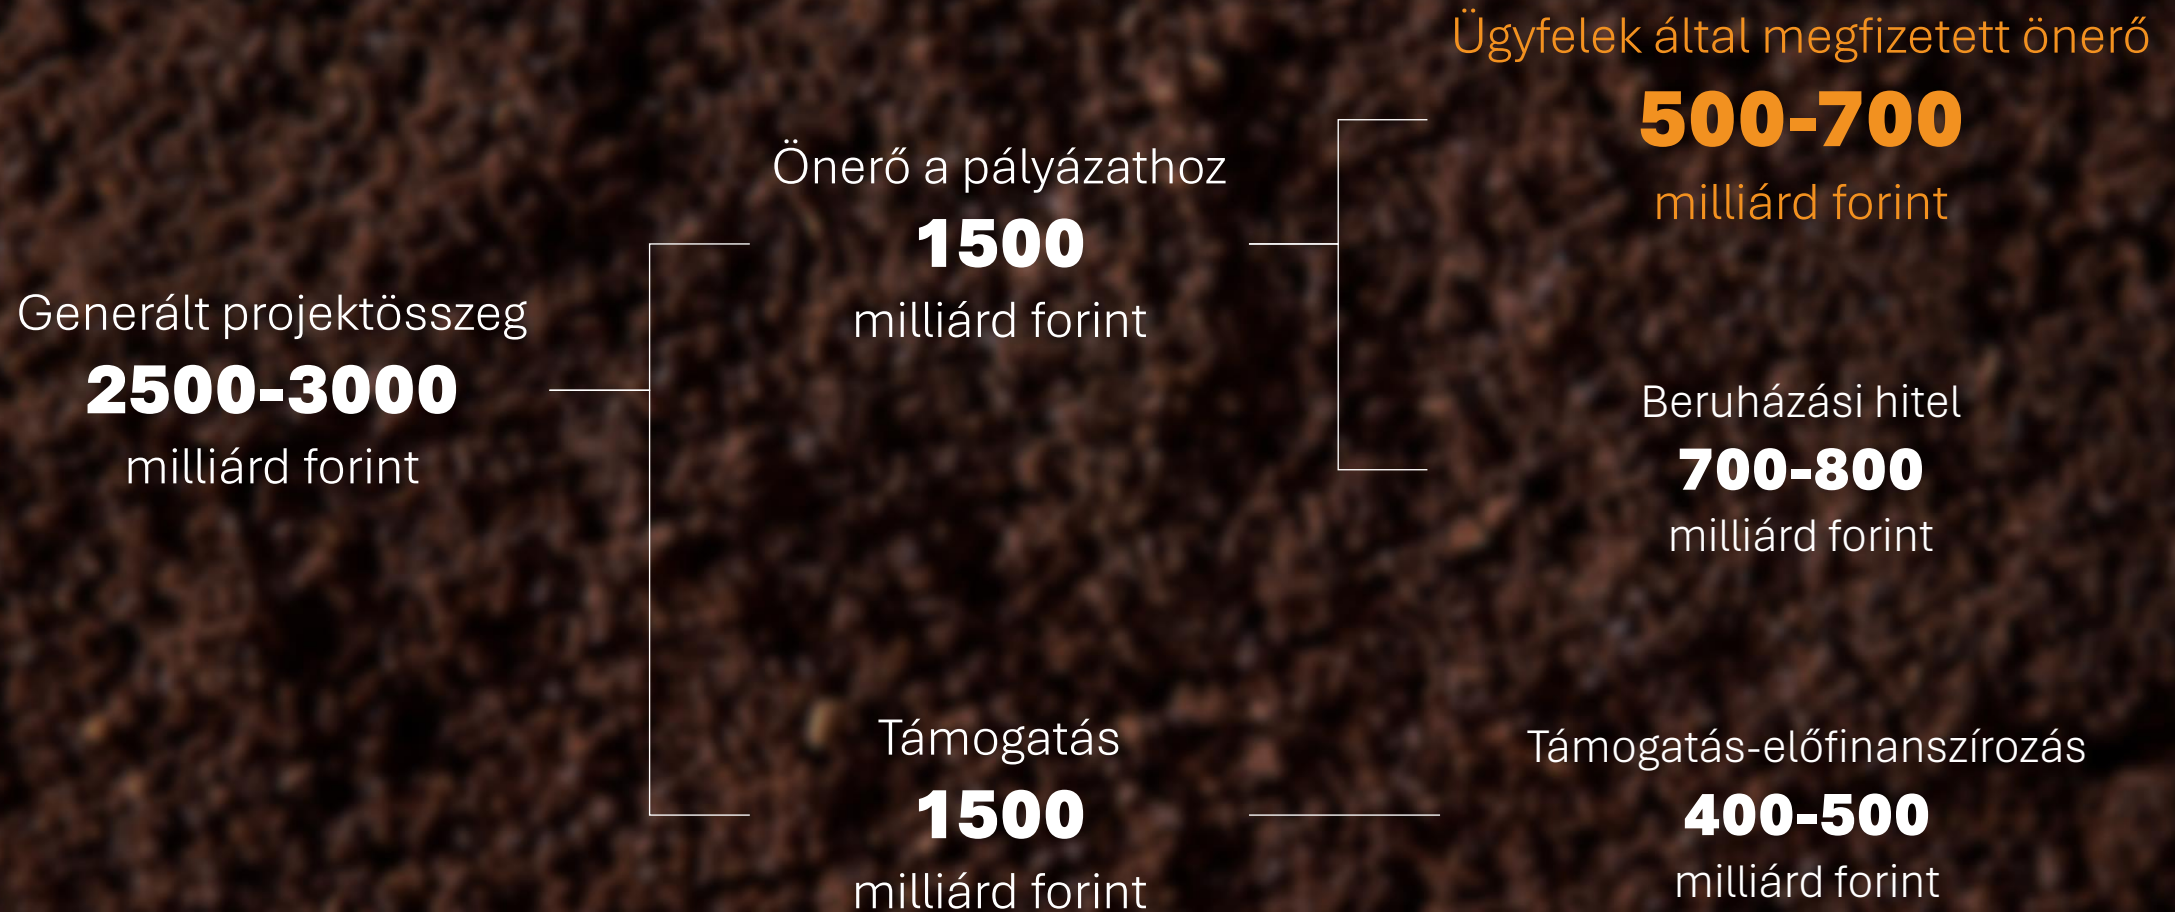 Generált projektösszeg
2500-3000
milliárd forint
Önerő a pályázathoz
1500
milliárd forint
Támogatás
1500
milliárd forint
Ügyfelek által megfizetett önerő
500-700
milliárd forint
Beruházási hitel
700-800
milliárd forint
Támogatás-előfinanszírozás
400-500
milliárd forint